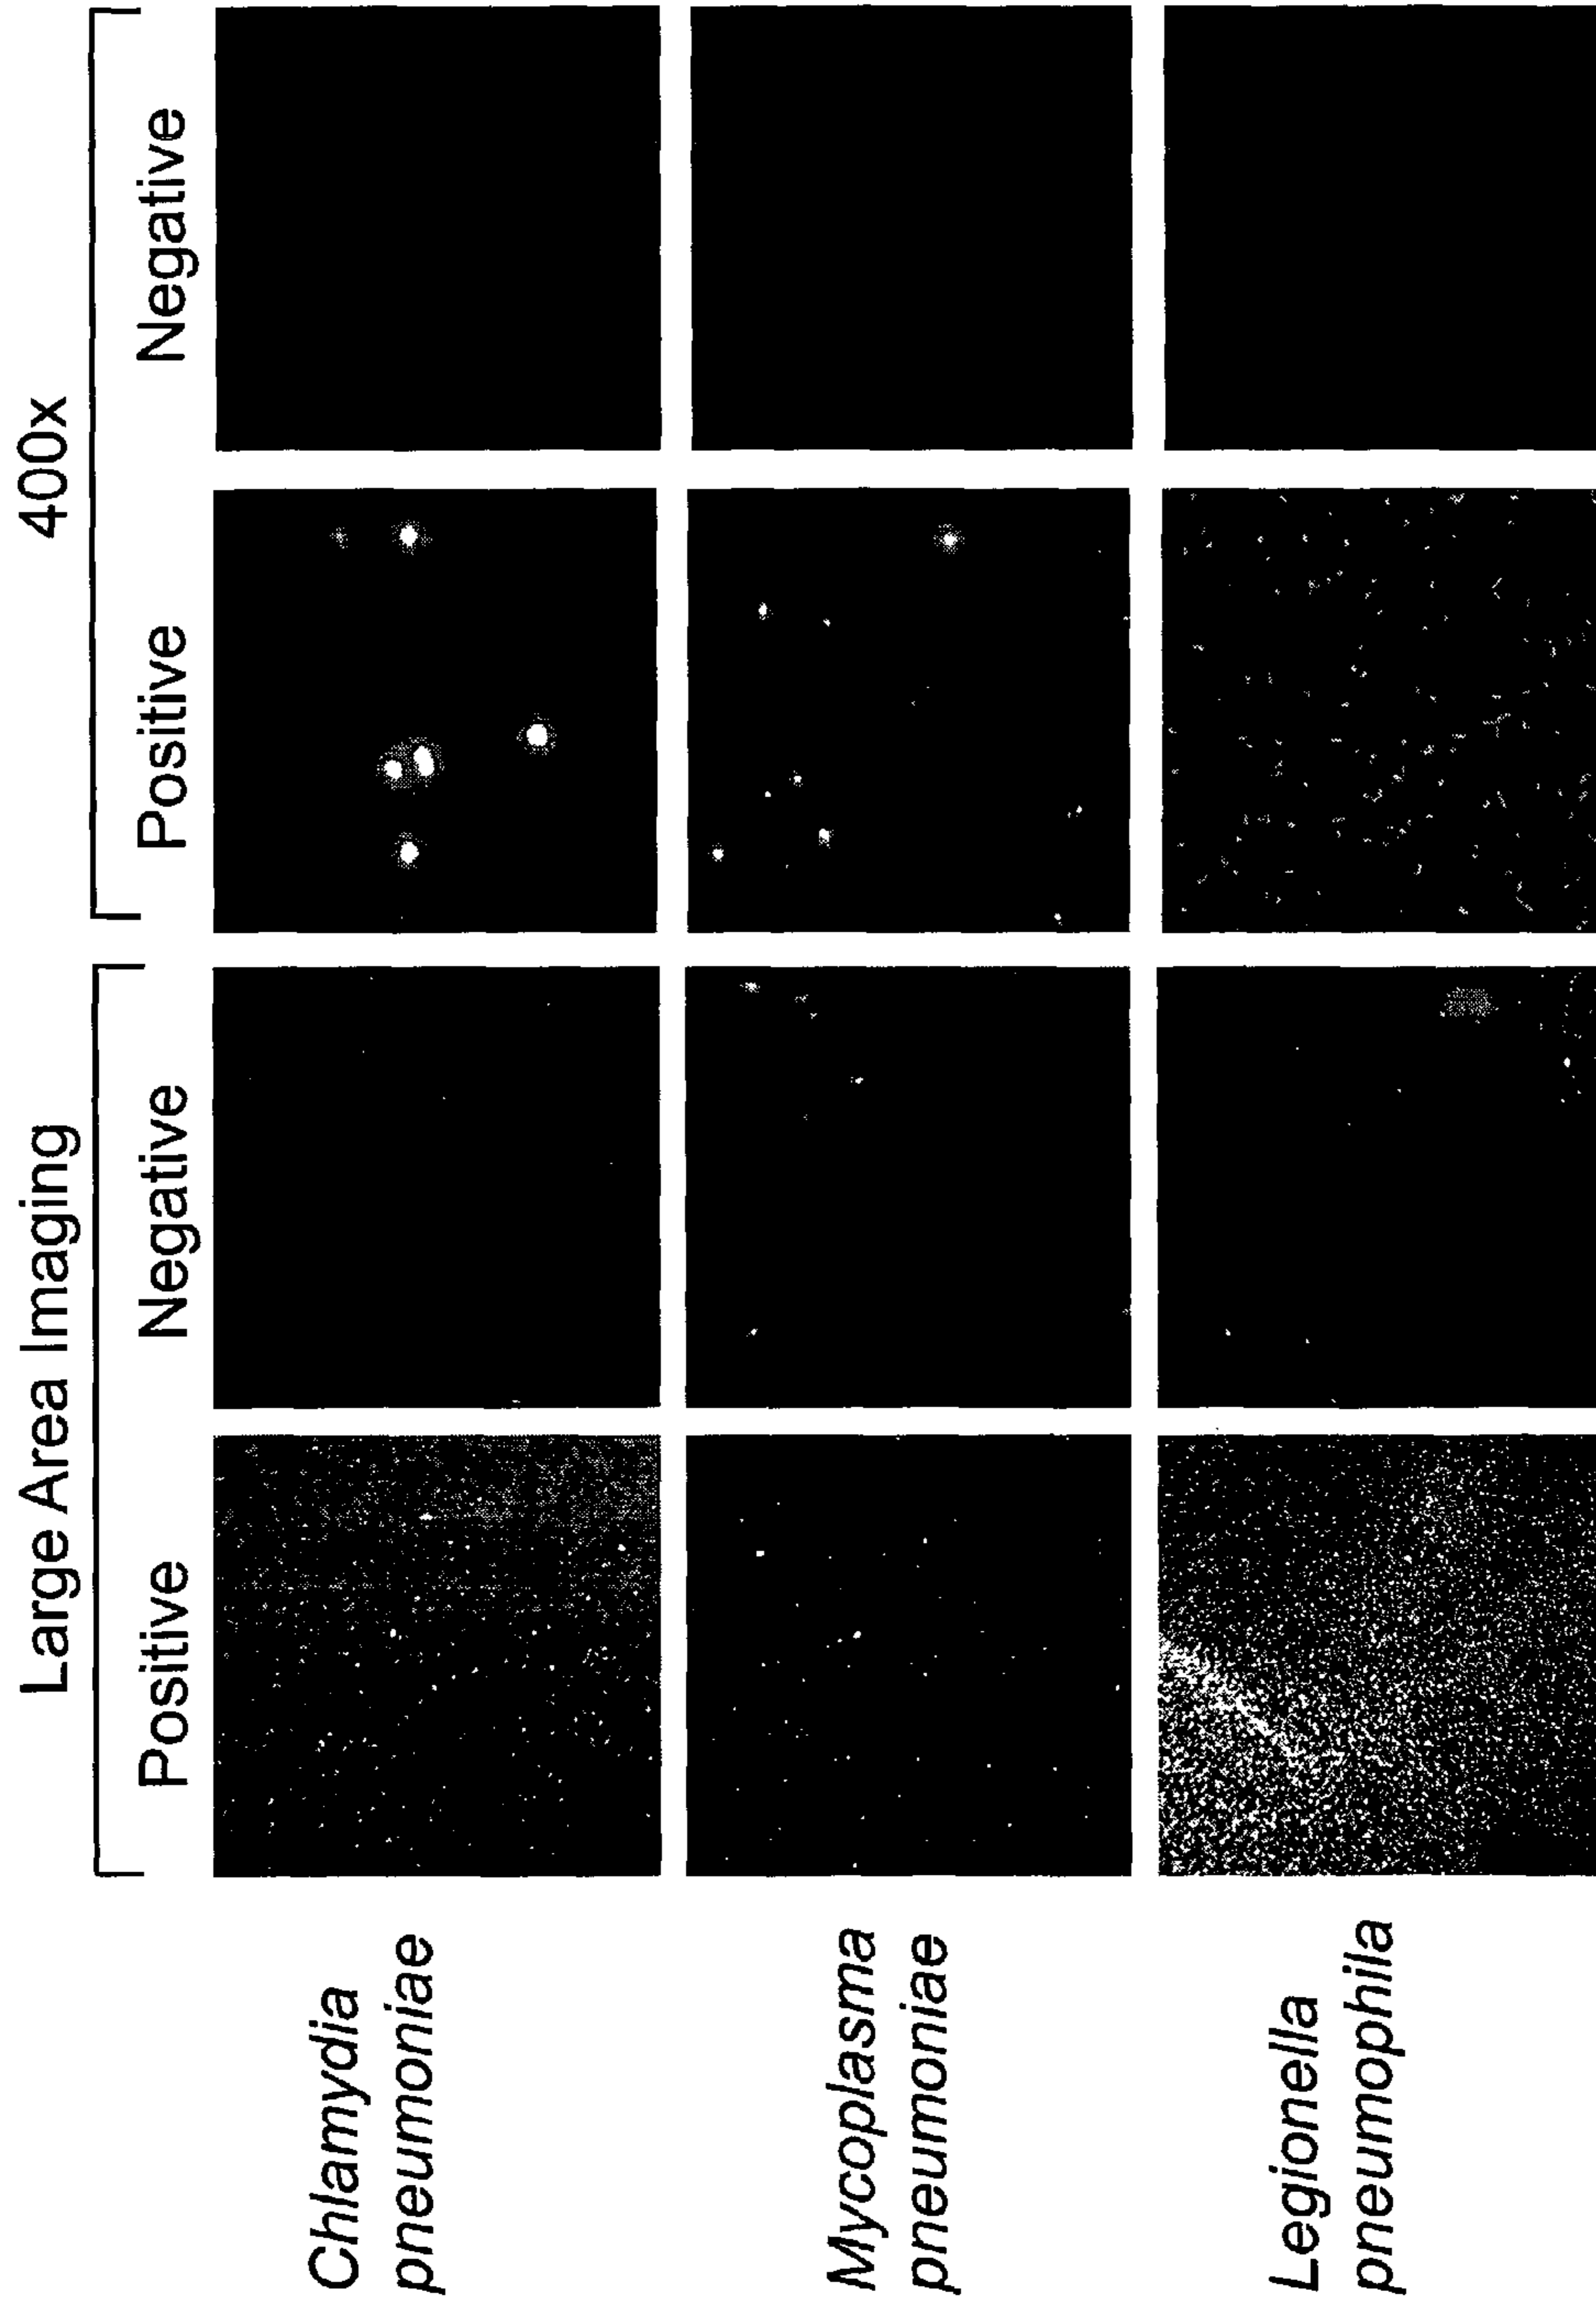 Large Area Imaging
400x
Positive
Negative
Positive
Negative
Chlamydia
pneumoniae
Mycoplasma
pneumoniae
Legionella
pneumophila